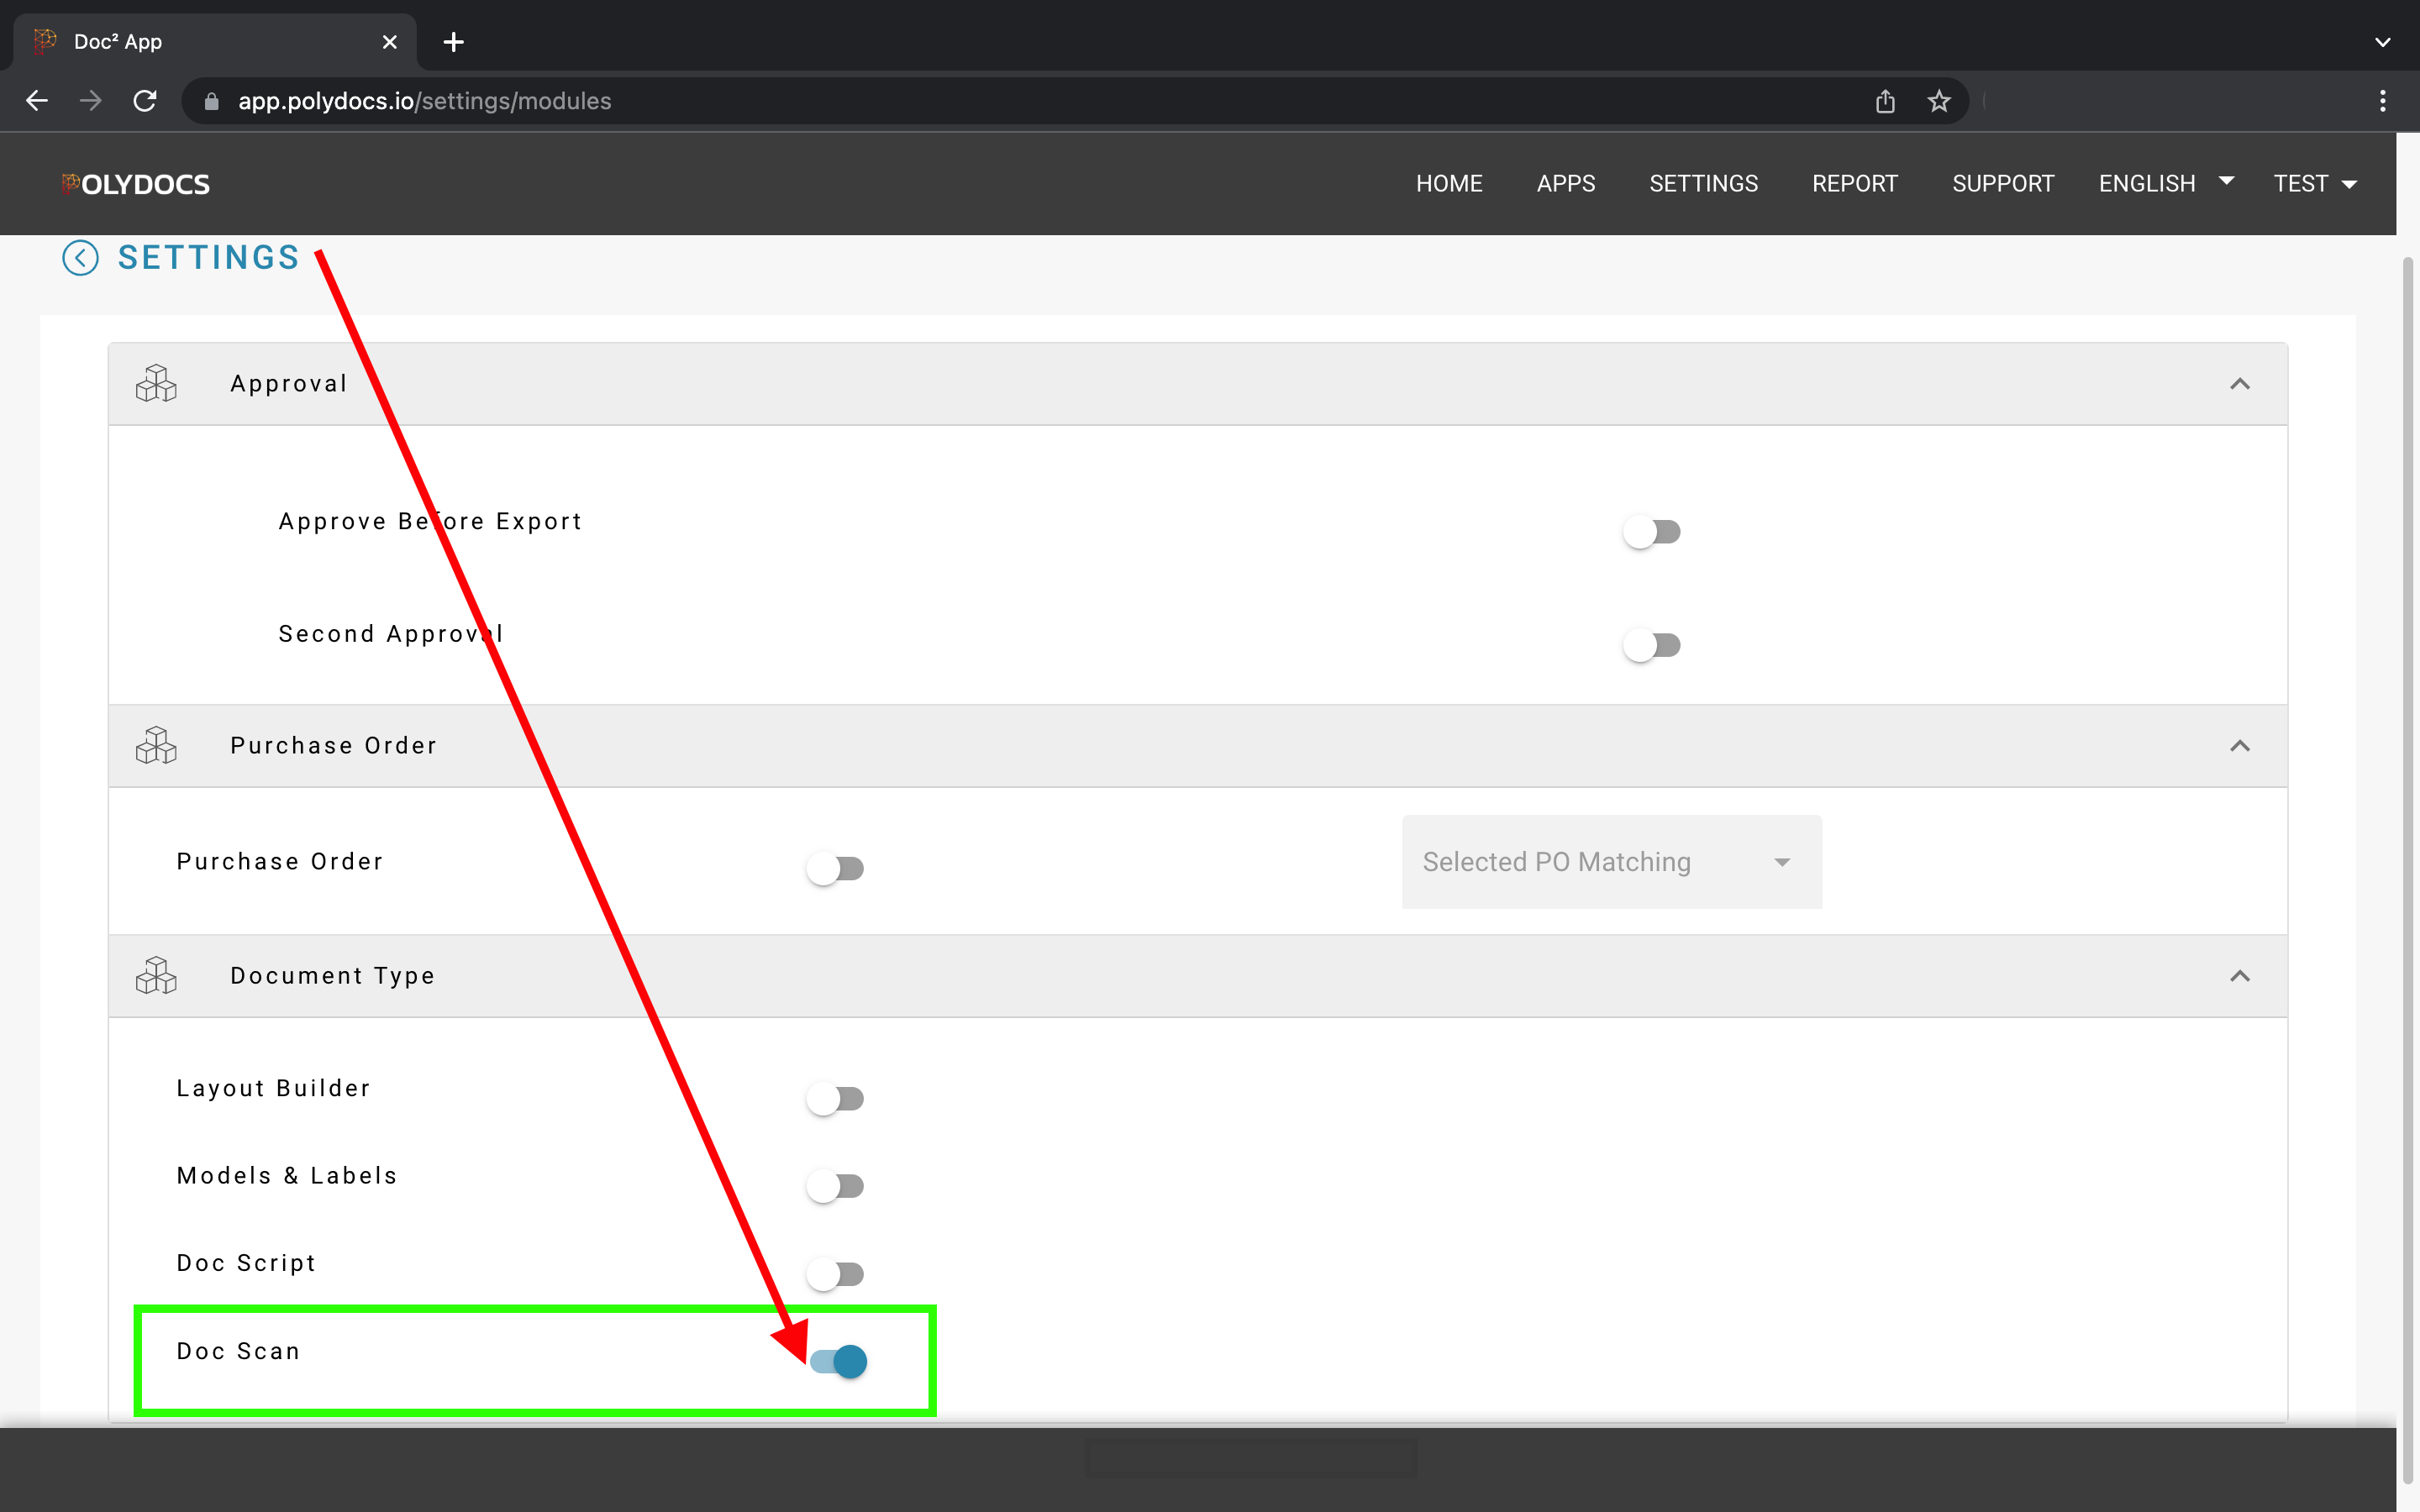 Doc² App
app.polydocs.io/settings/modules
POLYDOCS
HOME APPS SETTINGS REPORT SUPPORT ENGLISH TEST
SETTINGS
Approval
Approve Before Export
Second Approval
Purchase Order
Purchase Order
Selected PO Matching
Document Type
Layout Builder
Models & Labels
Doc Script
Doc Scan